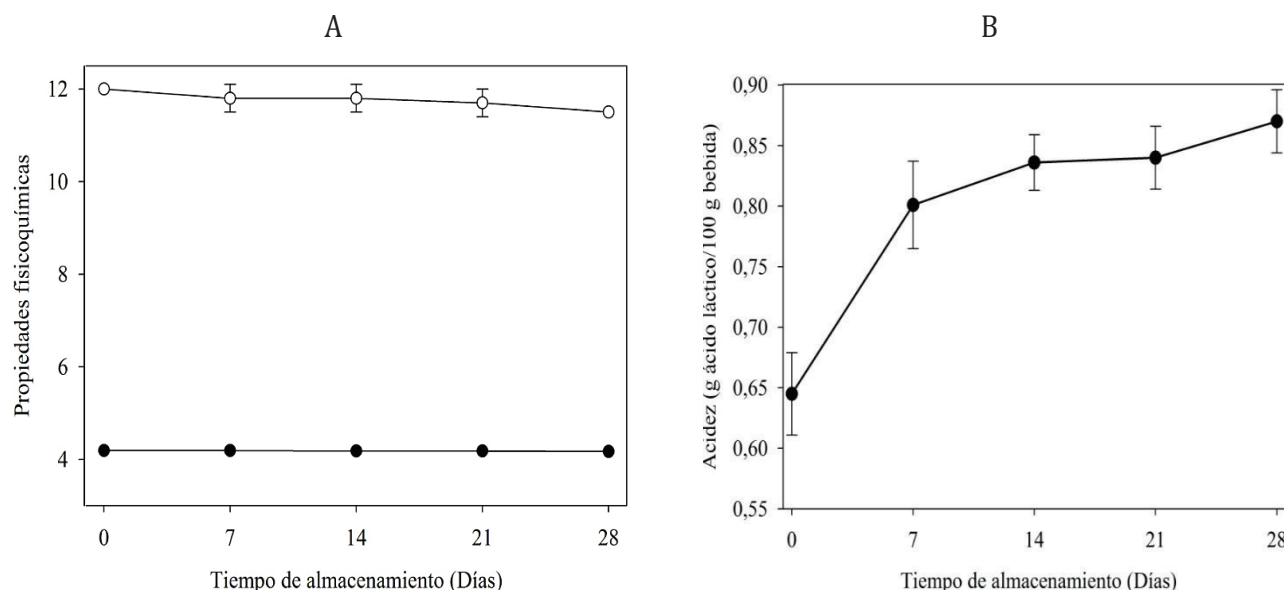 A
Propiedades fisicoquímicas
12
10
8
6
4
0 7 14 21 28
Tiempo de almacenamiento (Días)
B
Acidez (g ácido láctico/100 g bebida)
0,90
0,85
0,80
0,75
0,70
0,65
0,60
0,55
0 7 14 21 28
Tiempo de almacenamiento (Días)